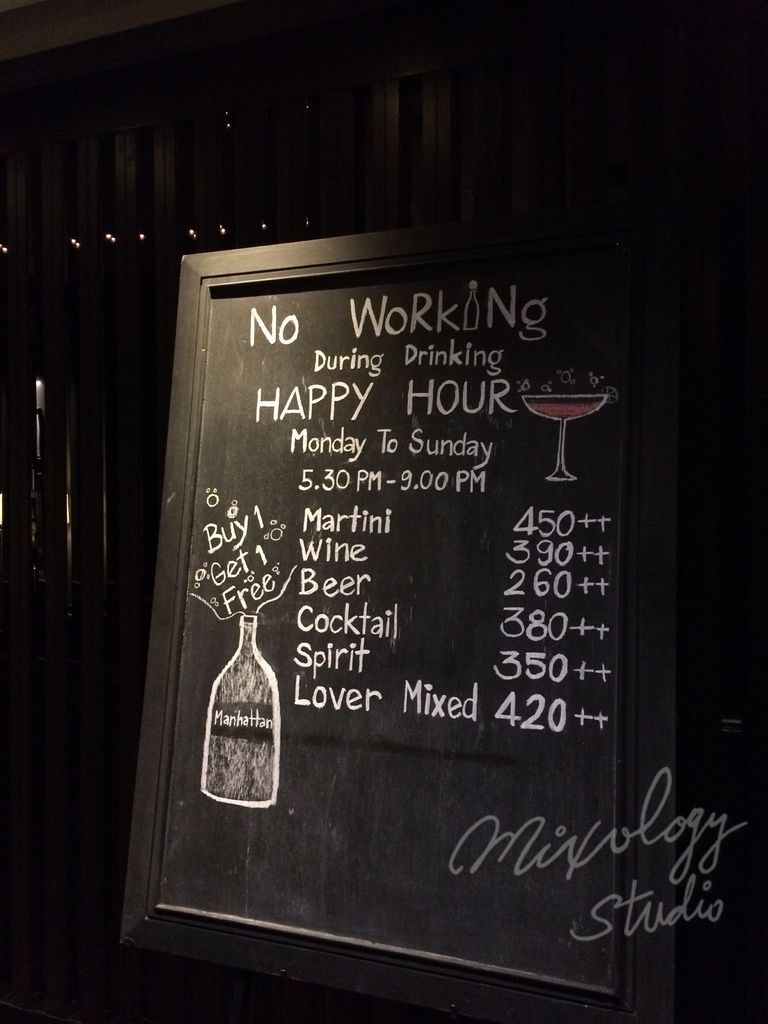 No WoRKiNg
During Drinking
HAPPY HOUR
Monday To Sunday
5.30 PM - 9.00 PM
Buy 1
Get 1
Free
Martini 450++
Wine 390++
Beer 260++
Cocktail 380++
Spirit 350++
Lover Mixed 420++
Manhattan
Mixology
Studio